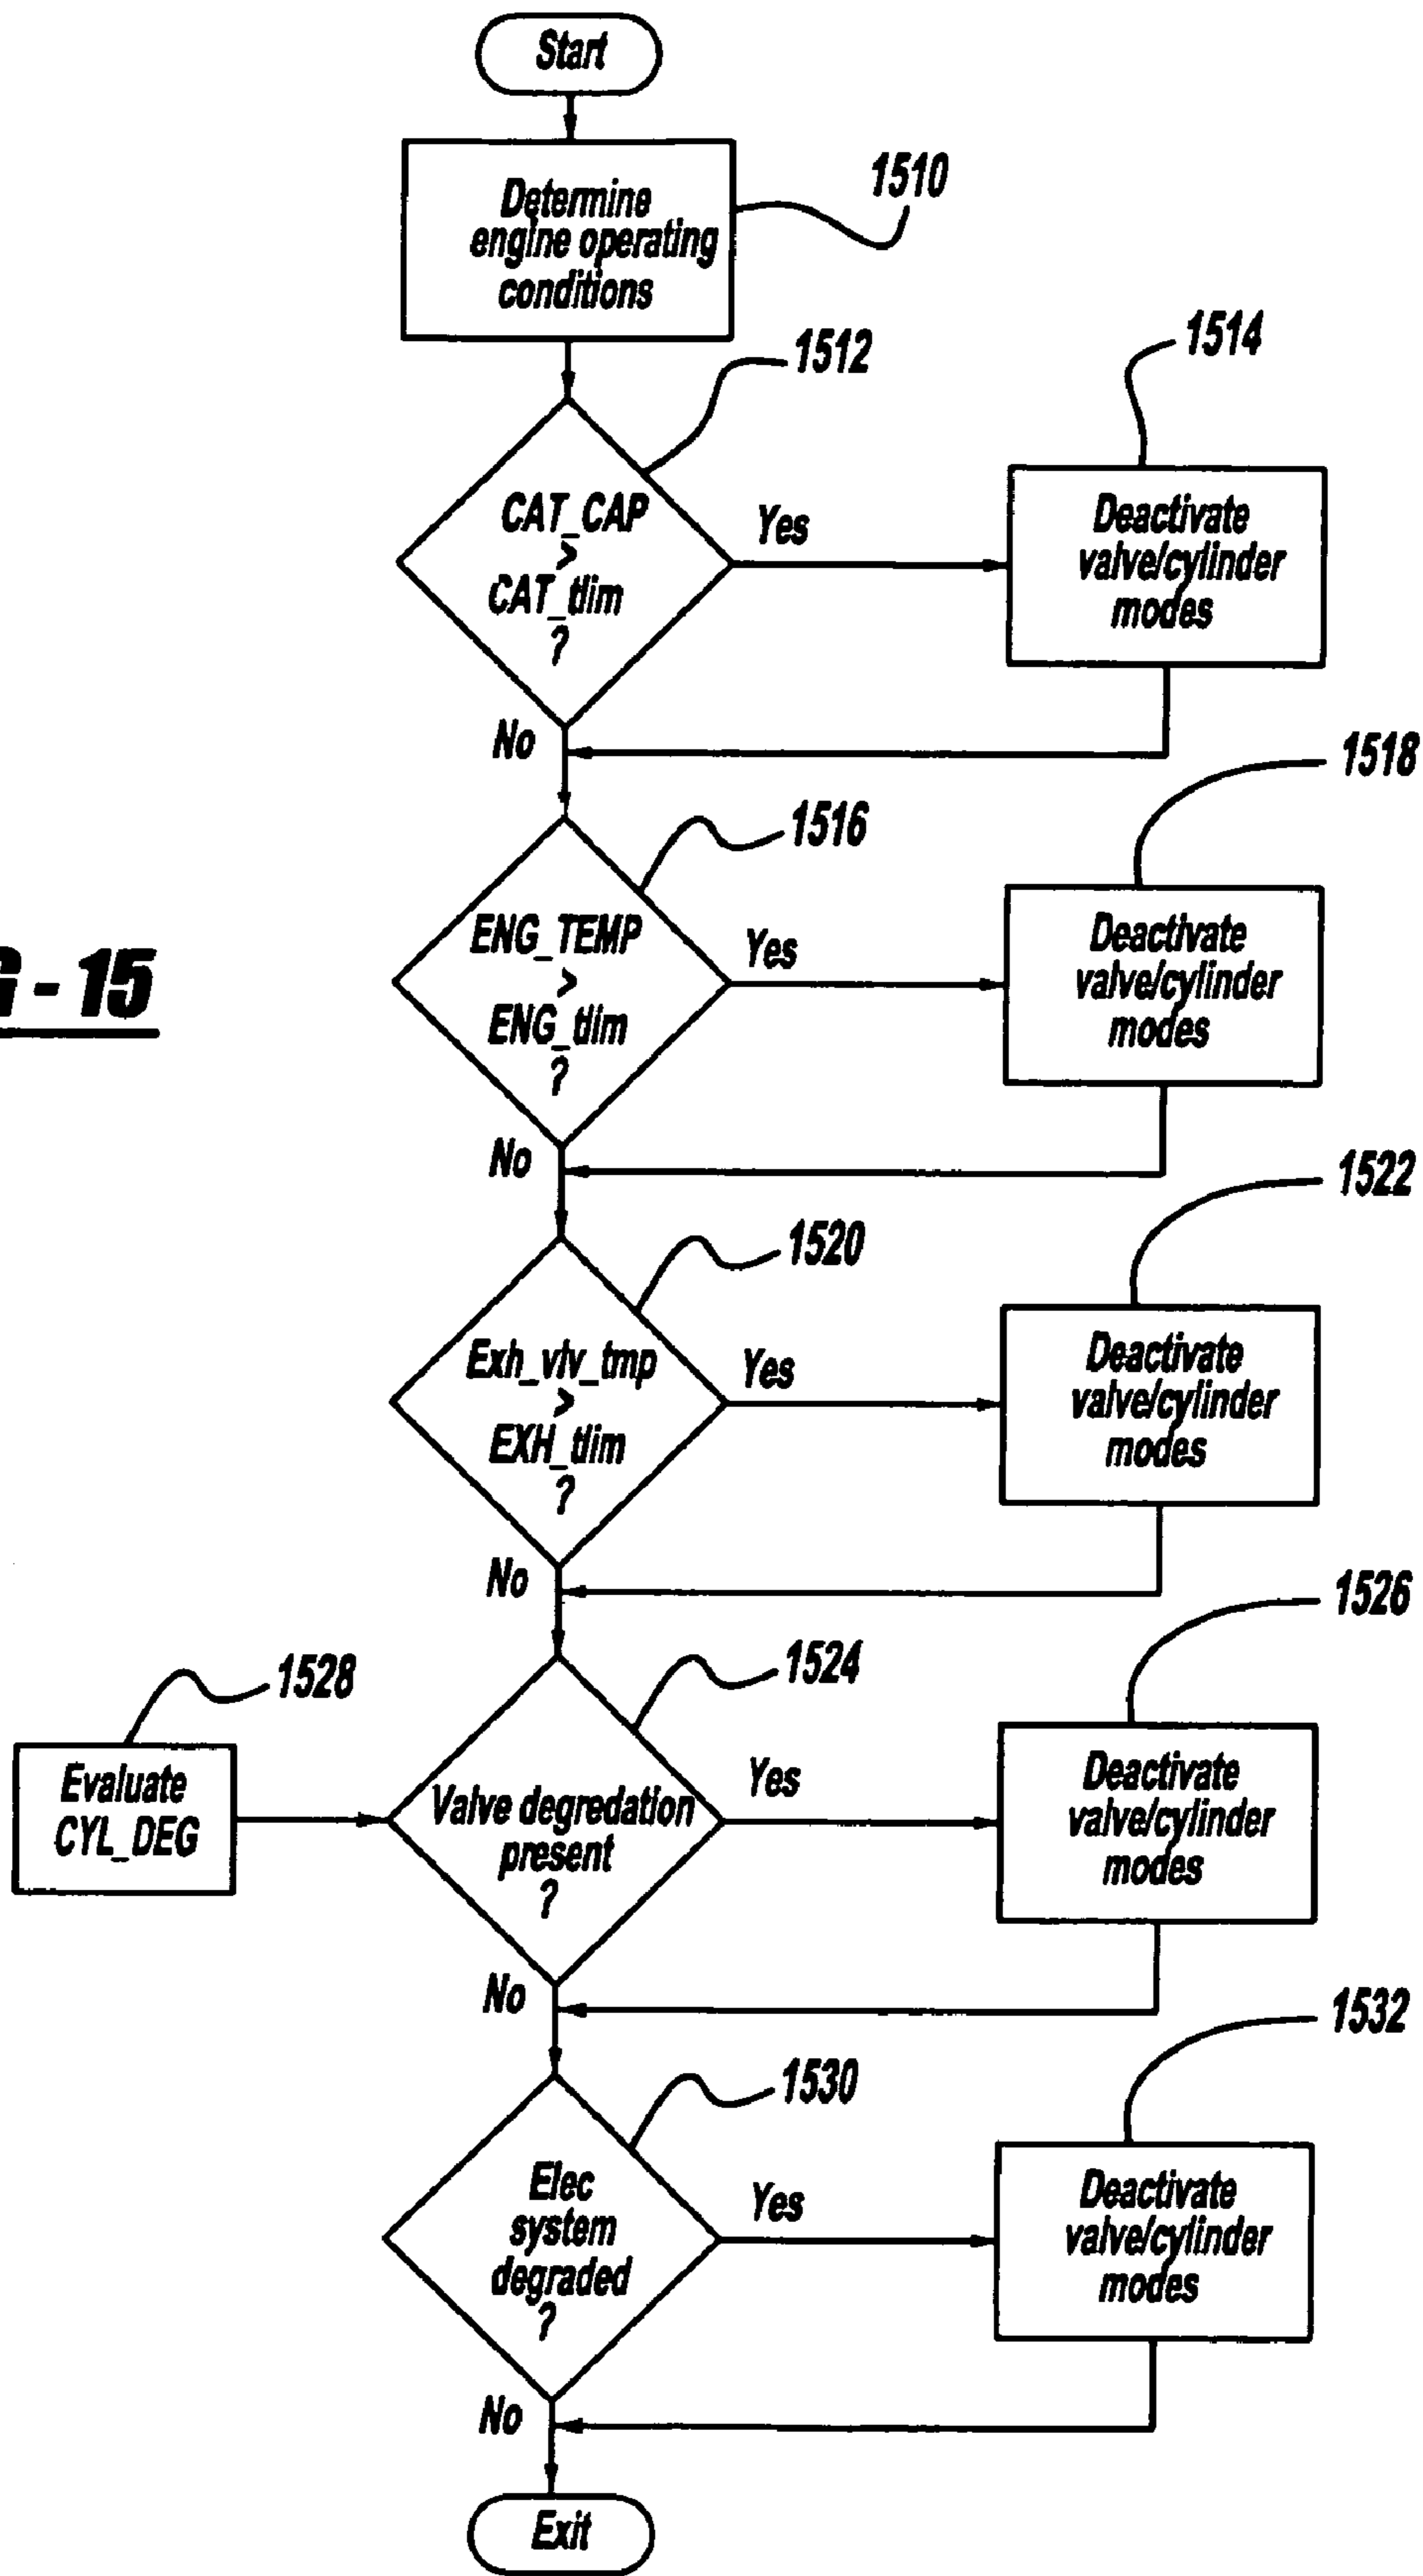 Start
Determine
engine operating
conditions
1510
CAT_CAP
>
CAT_tlim
?
1512
Yes
Deactivate
valve/cylinder
modes
1514
No
ENG_TEMP
>
ENG_tlim
?
1516
Yes
Deactivate
valve/cylinder
modes
1518
G - 15
No
Exh_vlv_tmp
>
EXH_tlim
?
1520
Yes
Deactivate
valve/cylinder
modes
1522
No
Evaluate
CYL_DEG
1528
Valve degredation
present
?
1524
Yes
Deactivate
valve/cylinder
modes
1526
No
Elec
system
degraded
?
1530
Yes
Deactivate
valve/cylinder
modes
1532
No
Exit